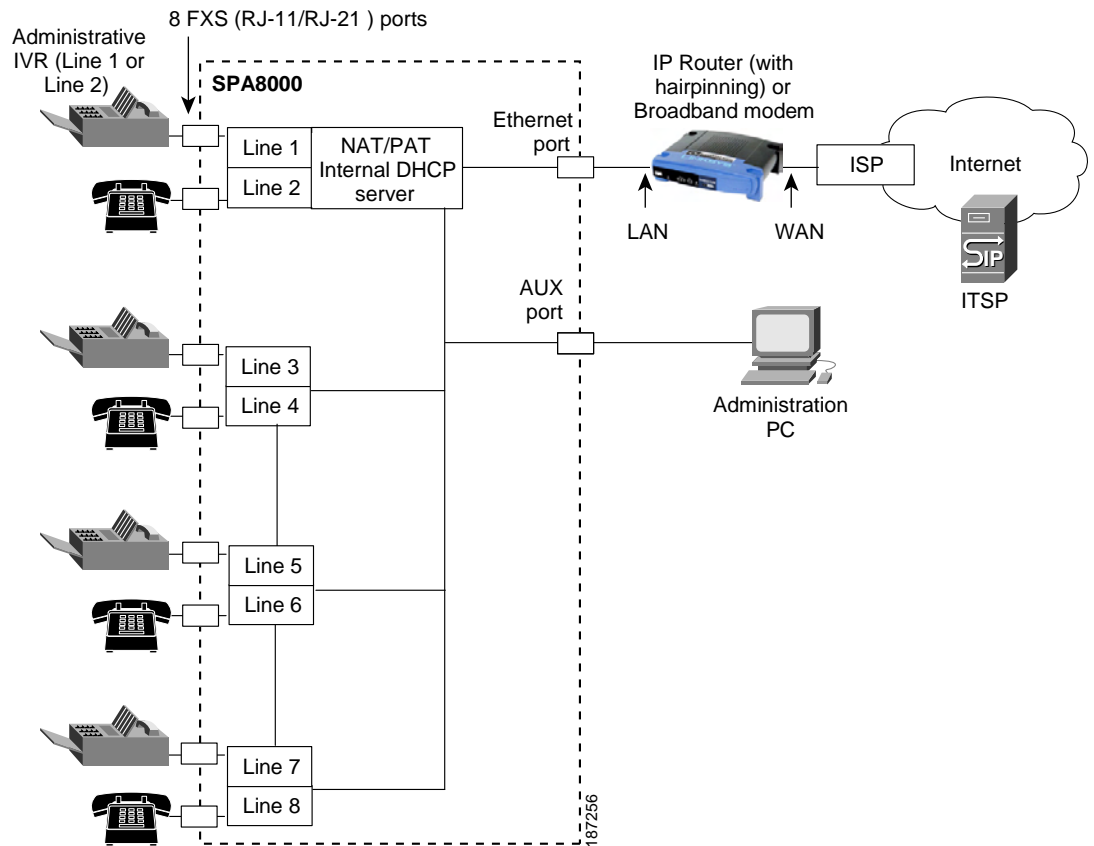 8 FXS (RJ-11/RJ-21 ) ports
Administrative
IVR (Line 1 or
Line 2)
SPA8000
Line 1
Line 2
NAT/PAT
Internal DHCP
server
Ethernet
port
IP Router (with
hairpinning) or
Broadband modem
LAN
WAN
ISP
Internet
SIP
ITSP
AUX
port
Administration
PC
Line 3
Line 4
Line 5
Line 6
Line 7
Line 8
187256